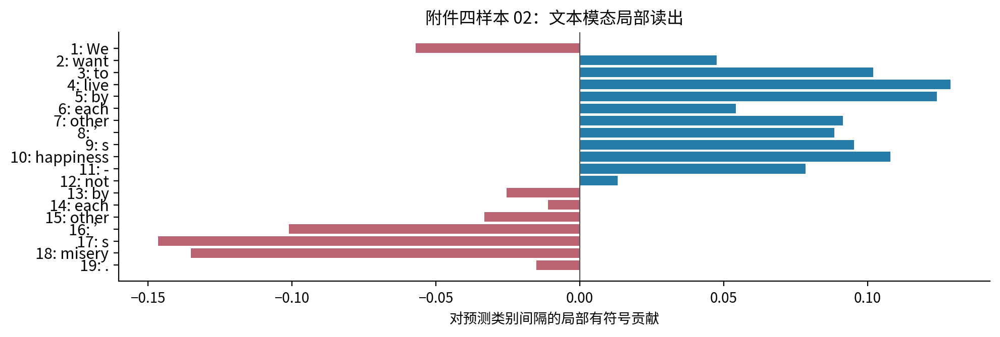 附件四样本 02：文本模态局部读出
1: We
2: want
3: to
4: live
5: by
6: each
7: other
8: ’
9: s
10: happiness
11: -
12: not
13: by
14: each
15: other
16: ’
17: s
18: misery
19: .
−0.15 −0.10 −0.05 0.00 0.05 0.10
对预测类别间隔的局部有符号贡献